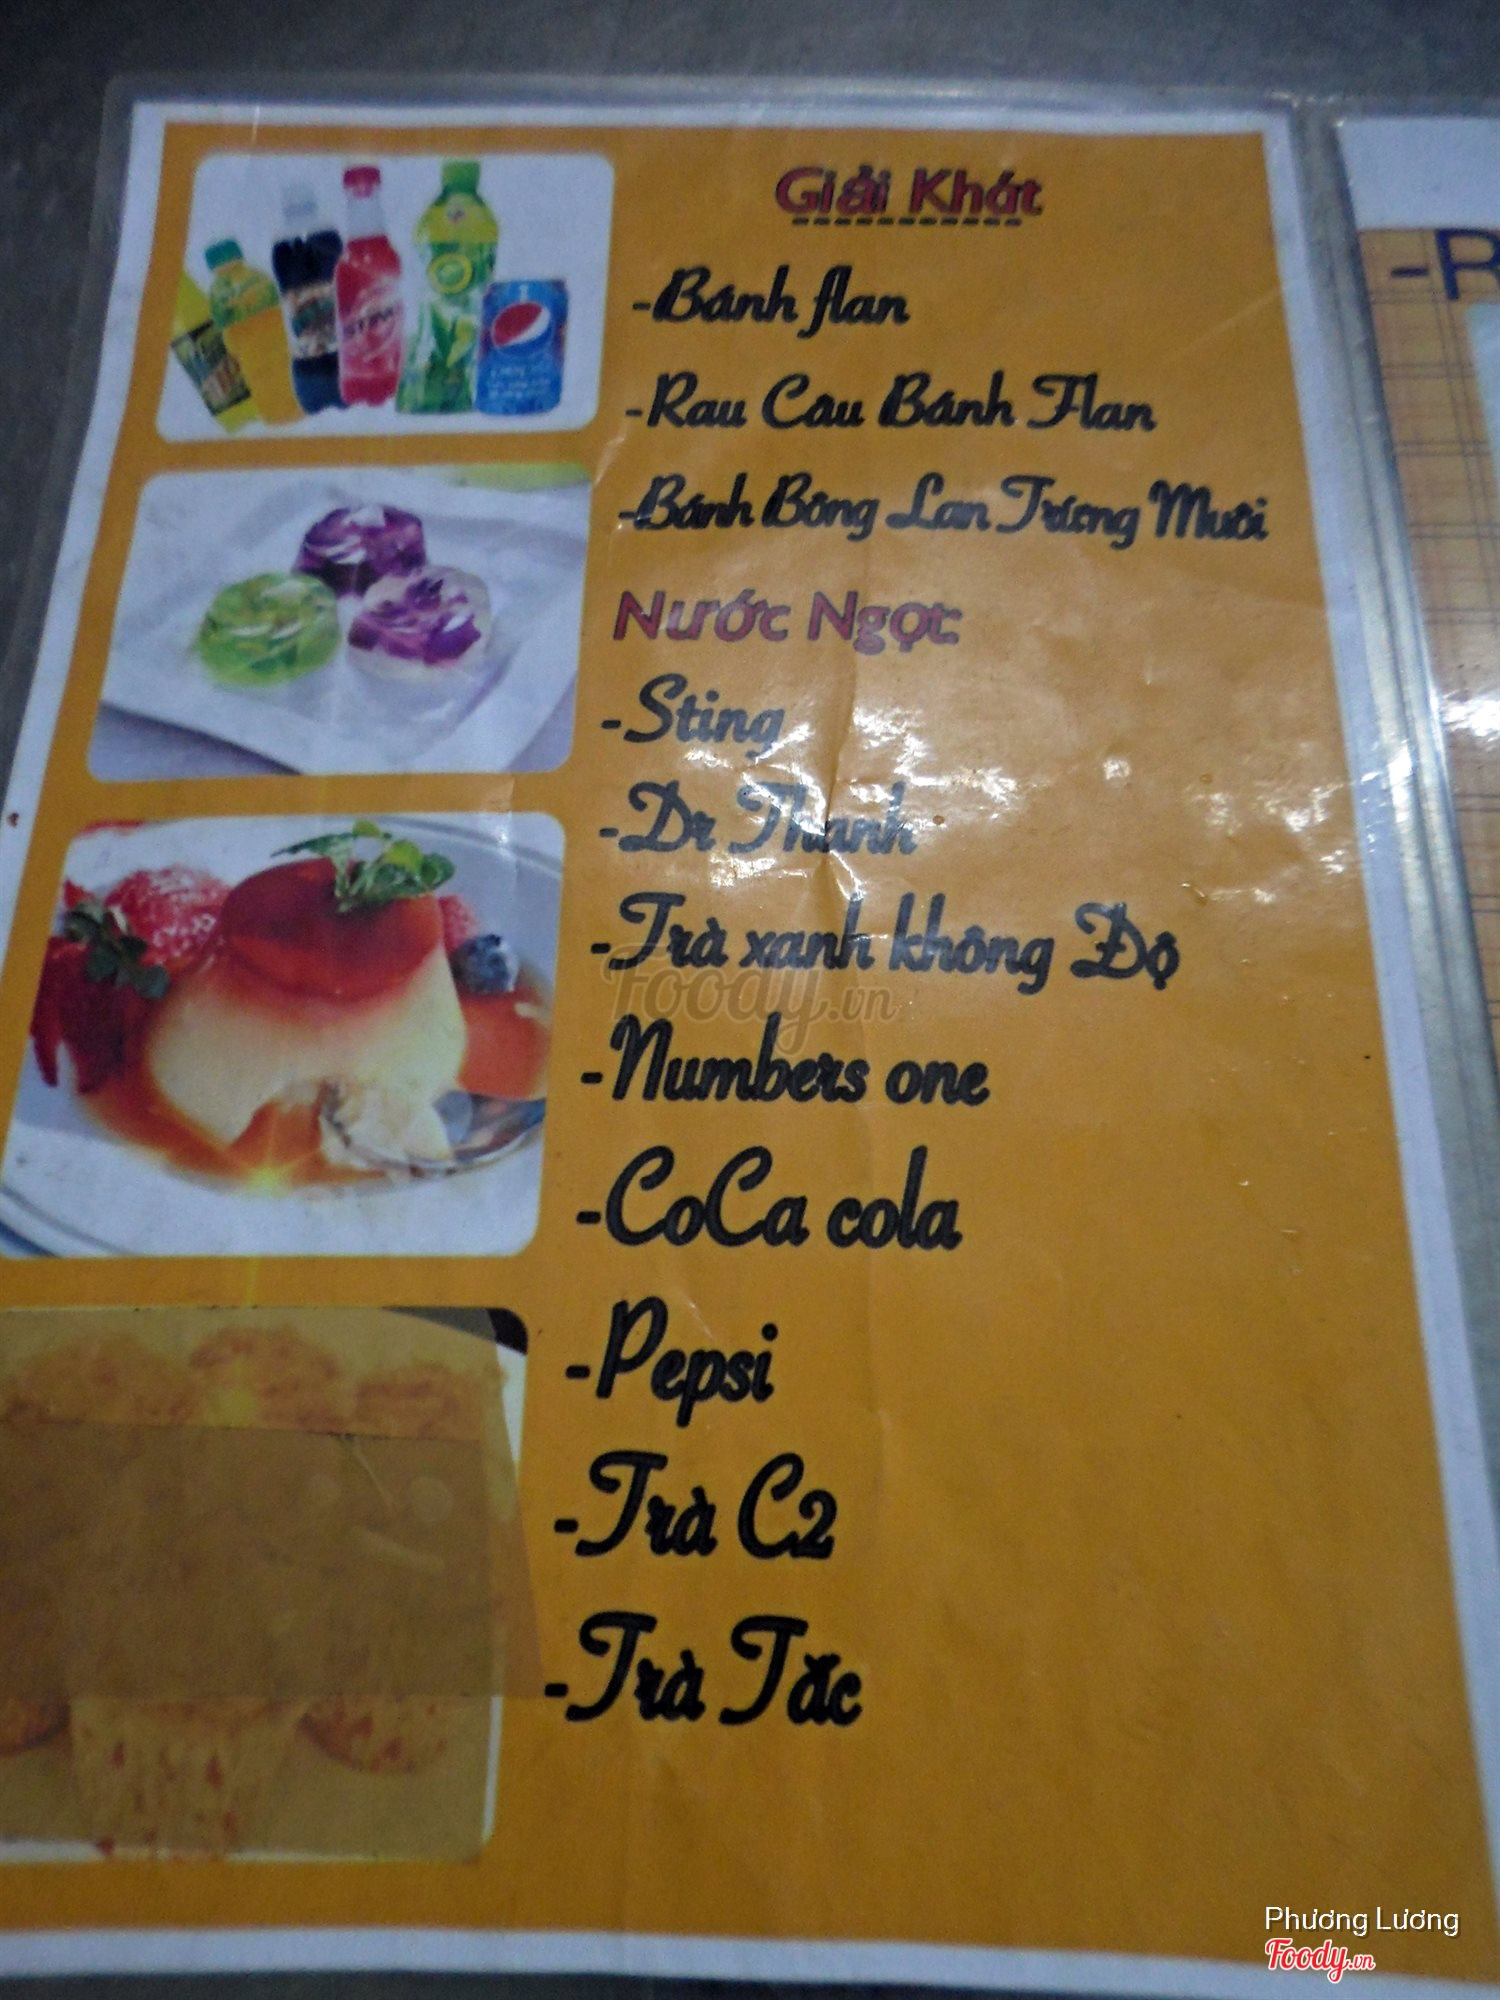 Giải Khát
-Bánh flan
-Rau Câu Bánh Flan
-Bánh Bông Lan Trứng Muối
Nước Ngọt
-Sting
-Dr Thanh
-Trà xanh không Độ
-Numbers one
-CoCa cola
-Pepsi
-Trà C2
-Trà Tắc
-R
STING
Foody.vn
Phương Lương
Foody.vn